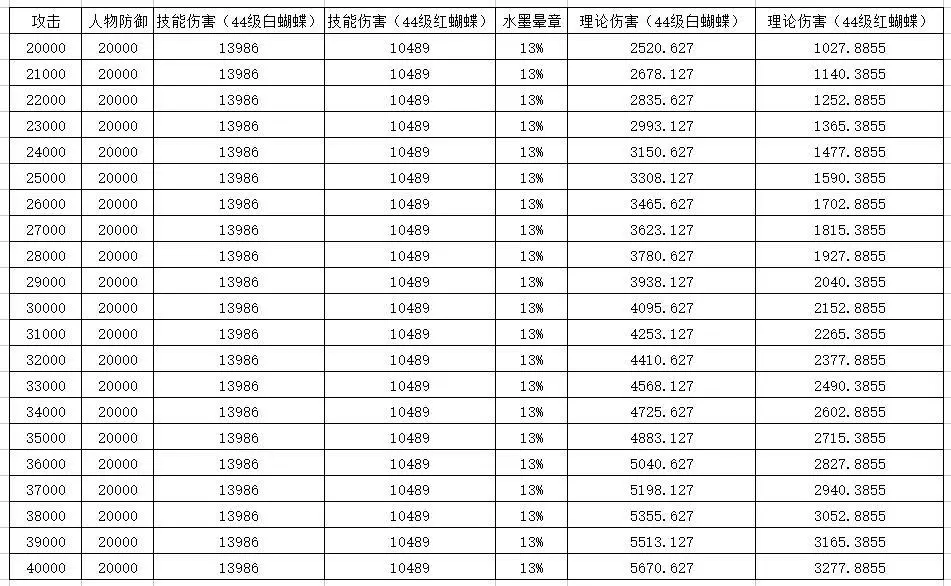 攻击 人物防御 技能伤害（44级白蝴蝶） 技能伤害（44级红蝴蝶） 水墨晕章 理论伤害（44级白蝴蝶） 理论伤害（44级红蝴蝶）
20000 20000 13986 10489 13% 2520.627 1027.8855
21000 20000 13986 10489 13% 2678.127 1140.3855
22000 20000 13986 10489 13% 2835.627 1252.8855
23000 20000 13986 10489 13% 2993.127 1365.3855
24000 20000 13986 10489 13% 3150.627 1477.8855
25000 20000 13986 10489 13% 3308.127 1590.3855
26000 20000 13986 10489 13% 3465.627 1702.8855
27000 20000 13986 10489 13% 3623.127 1815.3855
28000 20000 13986 10489 13% 3780.627 1927.8855
29000 20000 13986 10489 13% 3938.127 2040.3855
30000 20000 13986 10489 13% 4095.627 2152.8855
31000 20000 13986 10489 13% 4253.127 2265.3855
32000 20000 13986 10489 13% 4410.627 2377.8855
33000 20000 13986 10489 13% 4568.127 2490.3855
34000 20000 13986 10489 13% 4725.627 2602.8855
35000 20000 13986 10489 13% 4883.127 2715.3855
36000 20000 13986 10489 13% 5040.627 2827.8855
37000 20000 13986 10489 13% 5198.127 2940.3855
38000 20000 13986 10489 13% 5355.627 3052.8855
39000 20000 13986 10489 13% 5513.127 3165.3855
40000 20000 13986 10489 13% 5670.627 3277.8855